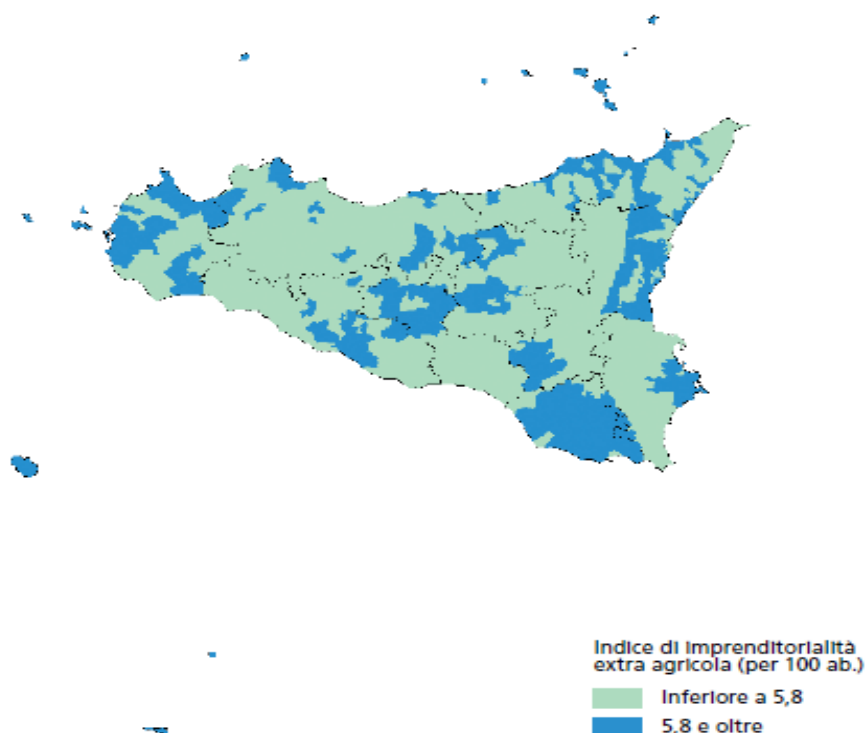 Indice di imprenditorialità
extra agricola (per 100 ab.)
Inferiore a 5,8
5,8 e oltre